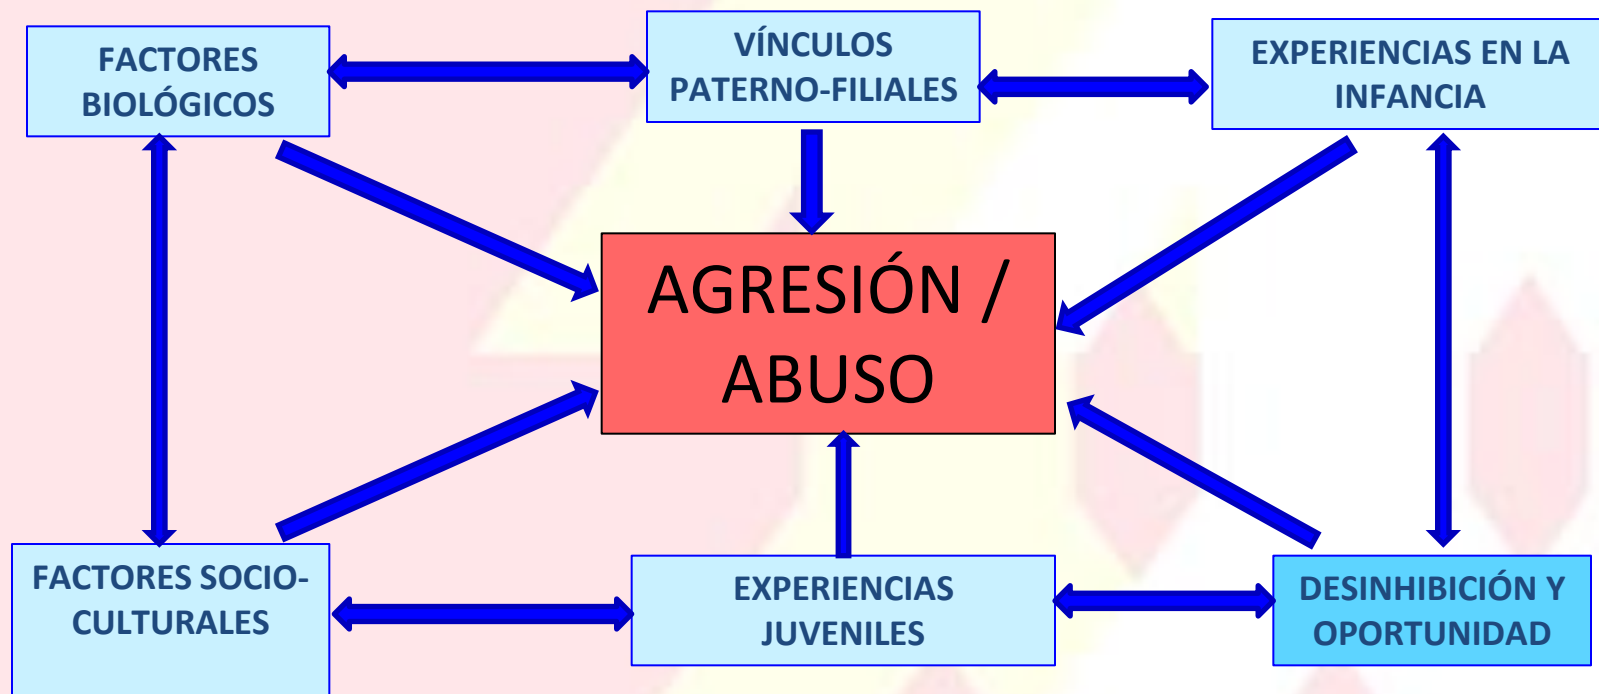 FACTORES
BIOLÓGICOS
VÍNCULOS
PATERNO-FILIALES
EXPERIENCIAS EN LA
INFANCIA
AGRESIÓN /
ABUSO
FACTORES SOCIO-
CULTURALES
EXPERIENCIAS
JUVENILES
DESINHIBICIÓN Y
OPORTUNIDAD